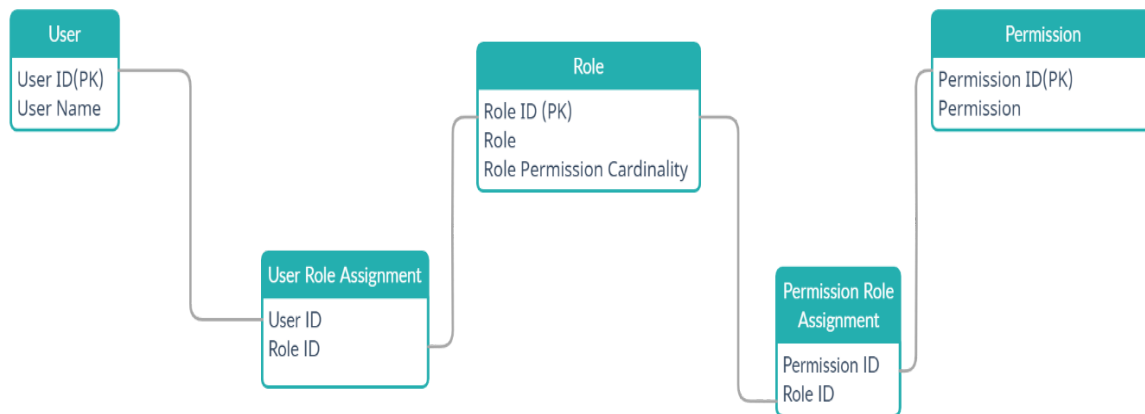 User
User ID(PK)
User Name
User Role Assignment
User ID
Role ID
Role
Role ID (PK)
Role
Role Permission Cardinality
Permission Role
Assignment
Permission ID
Role ID
Permission
Permission ID(PK)
Permission